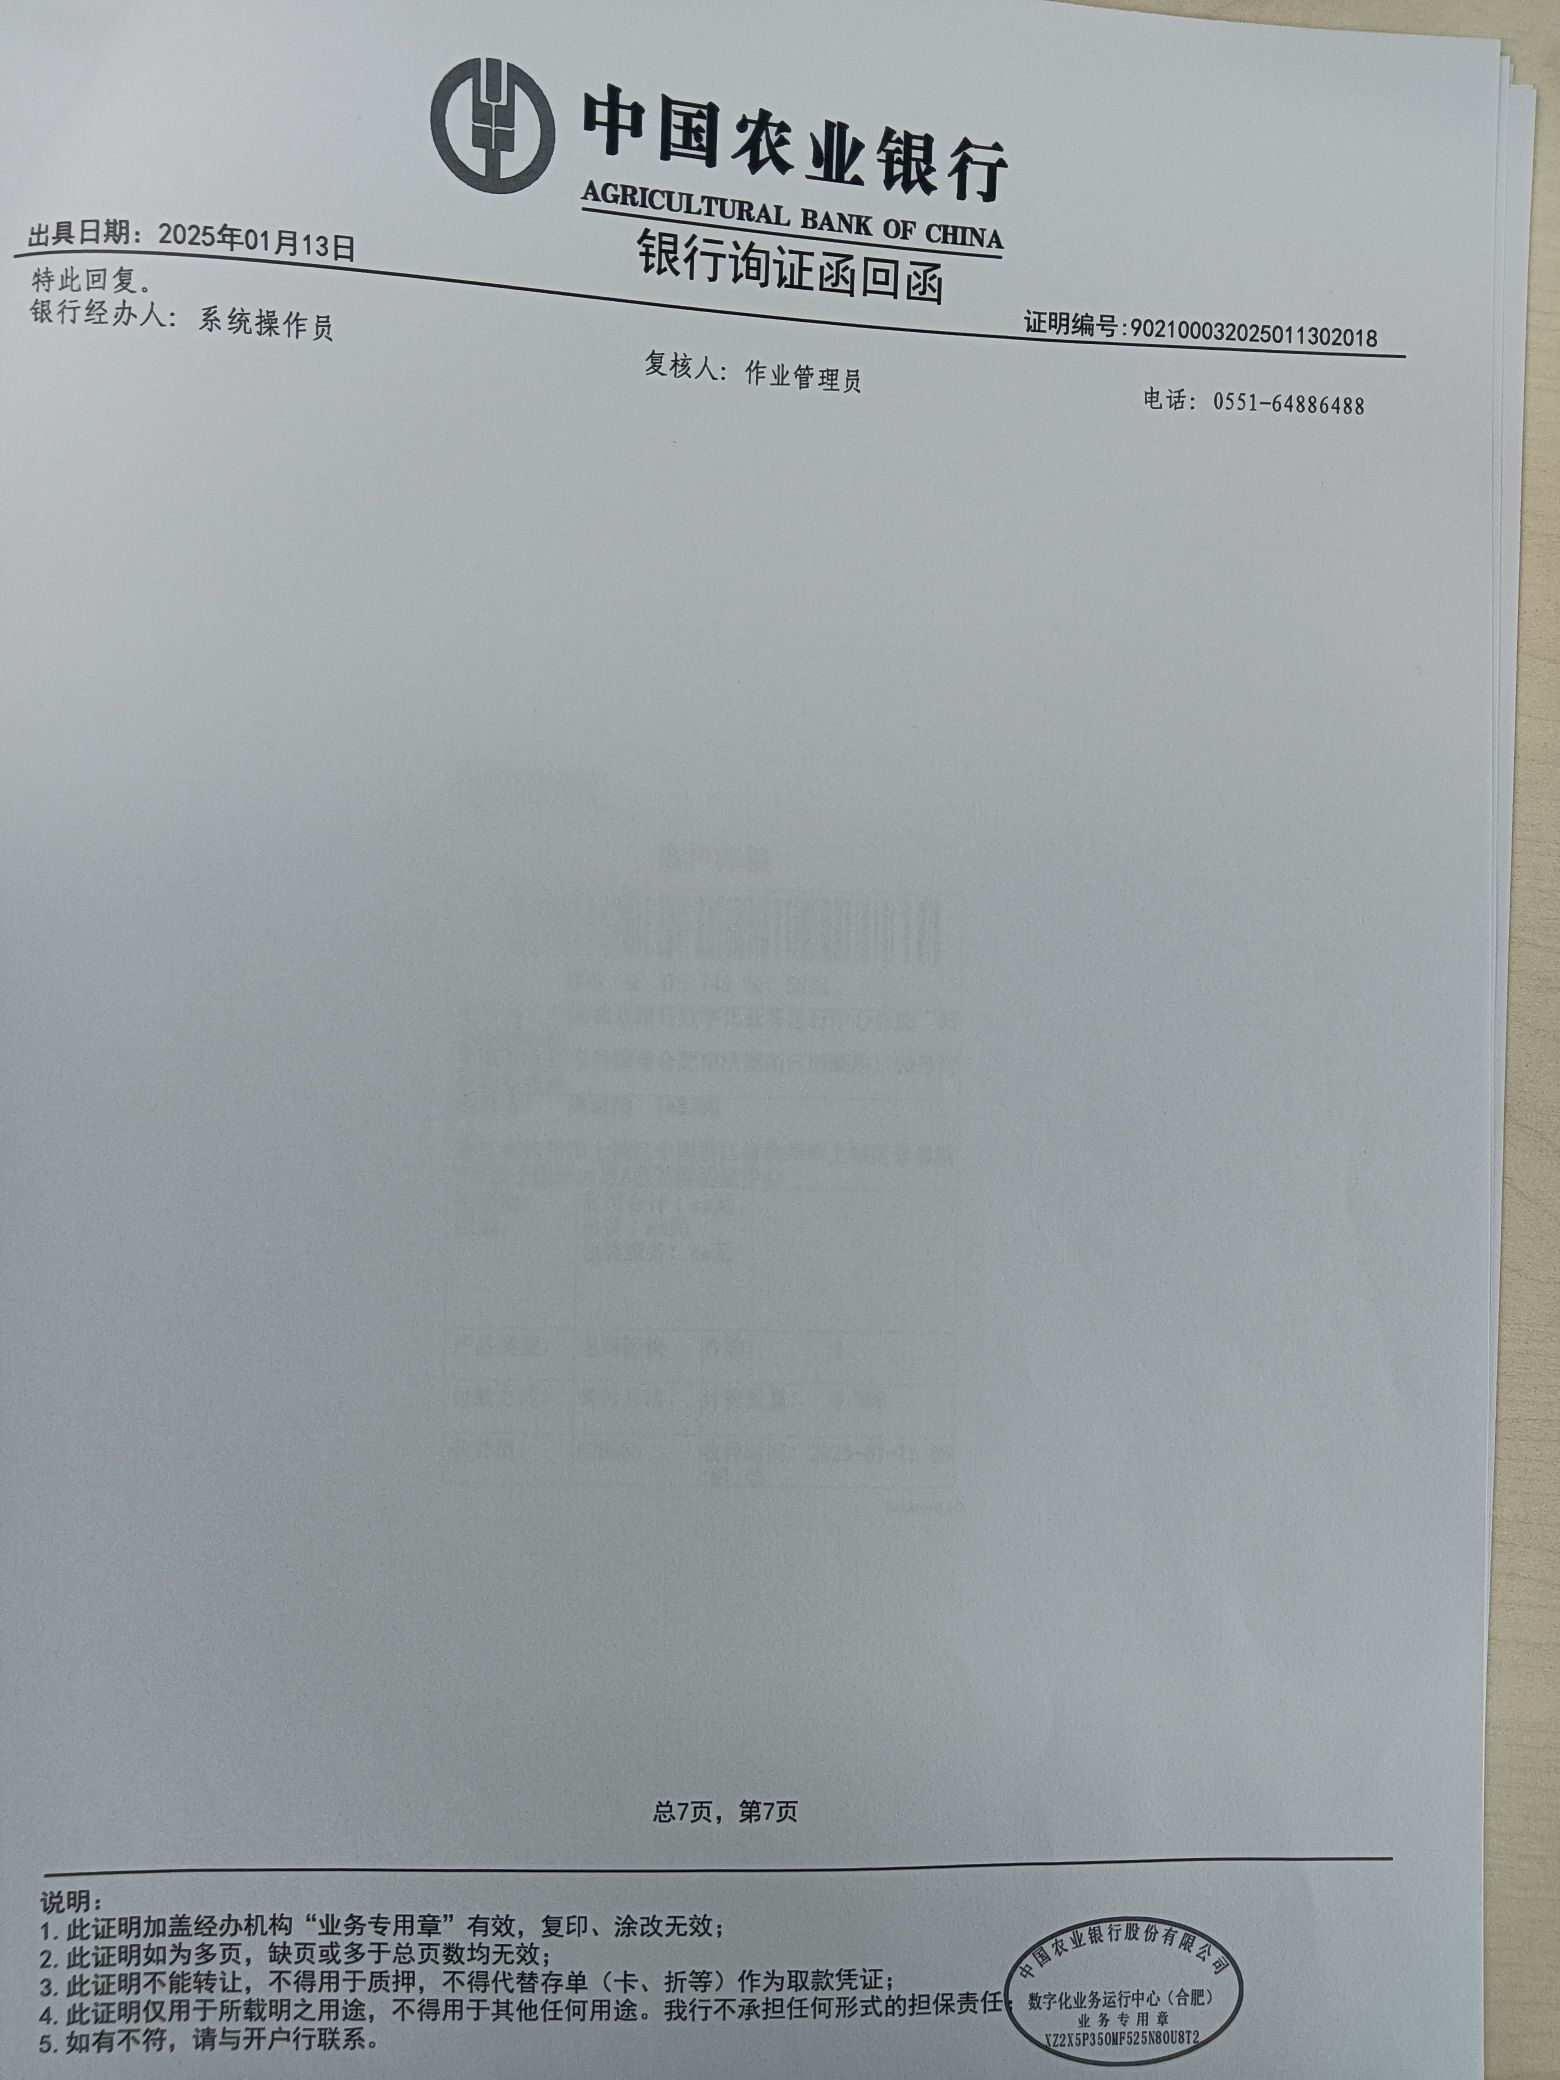 中国农业银行
AGRICULTURAL BANK OF CHINA
银行询证函回函
出具日期：2025年01月13日
证明编号:902100032025011302018
特此回复。
银行经办人：系统操作员
复核人：作业管理员
电话：0551-64886488
总7页，第7页
说明：
1. 此证明加盖经办机构“业务专用章”有效，复印、涂改无效；
2. 此证明如为多页，缺页或多于总页数均无效；
3. 此证明不能转让，不得用于质押，不得代替存单（卡、折等）作为取款凭证；
4. 此证明仅用于所载明之用途，不得用于其他任何用途。我行不承担任何形式的担保责任；
5. 如有不符，请与开户行联系。
中国农业银行股份有限公司
数字化业务运行中心（合肥）
业务专用章
XZ2X5P350MF525N80U8T2